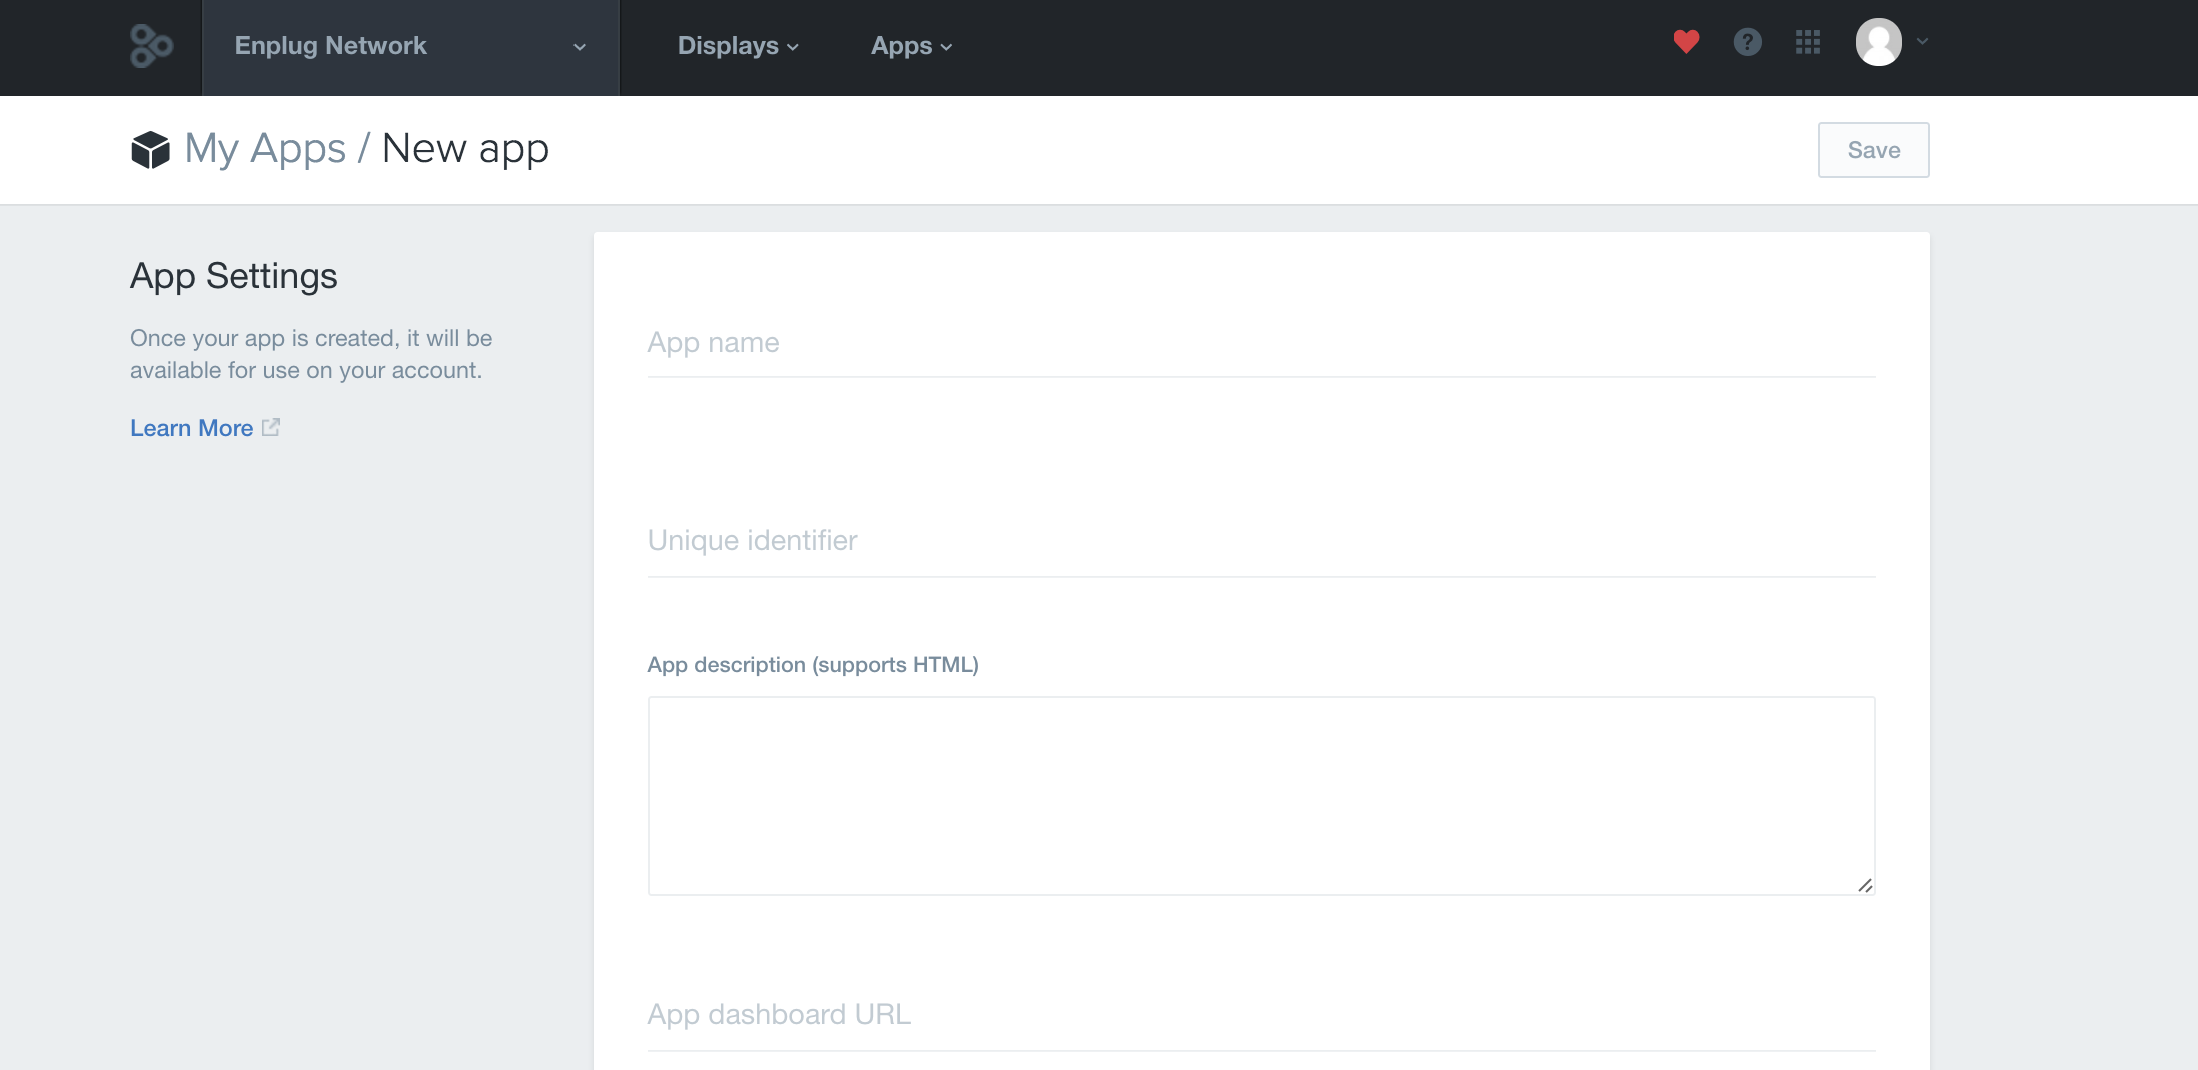 Enplug Network
Displays
Apps
?
My Apps / New app
Save
App Settings
Once your app is created, it will be
available for use on your account.
Learn More
App name
Unique identifier
App description (supports HTML)
App dashboard URL